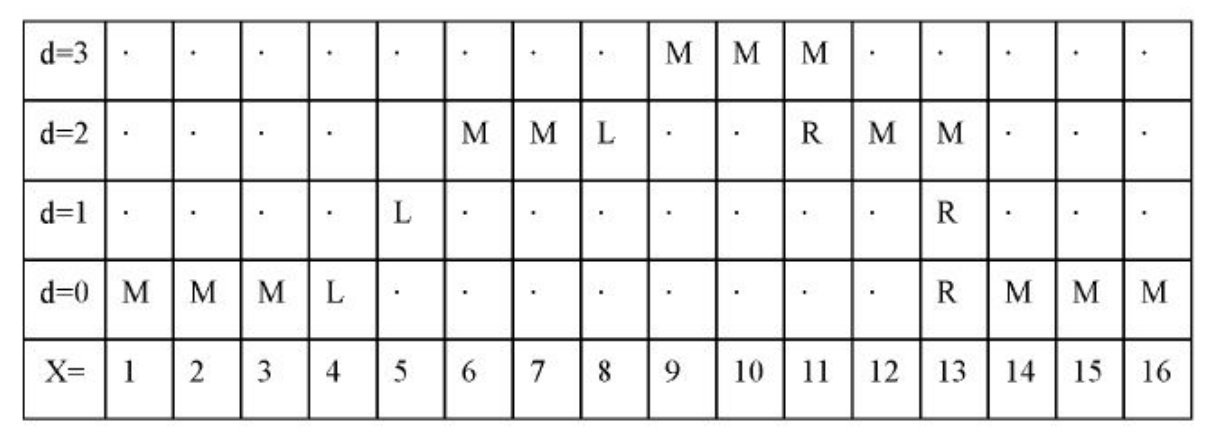 d=3 · · · · · · · · M M M · · · · ·
d=2 · · · · M M L · · R M M · · ·
d=1 · · · · L · · · · · · · R · · ·
d=0 M M M L · · · · · · · · R M M M
X= 1 2 3 4 5 6 7 8 9 10 11 12 13 14 15 16